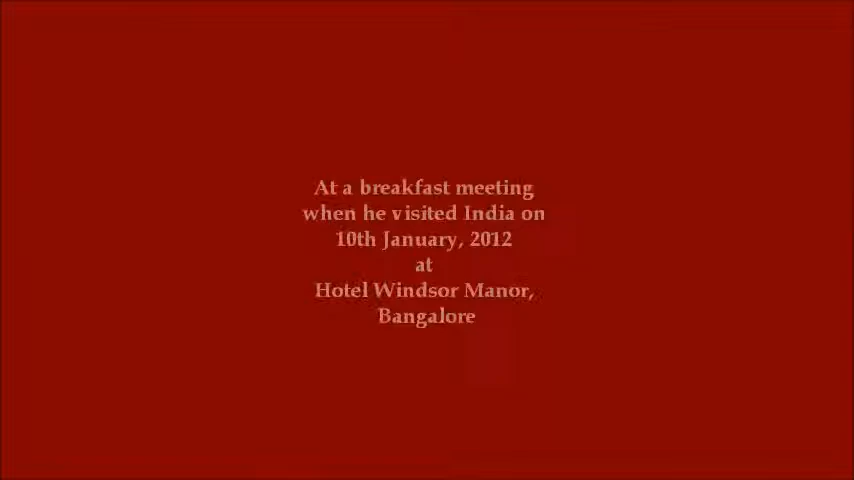 At a breakfast meeting
when he visited India on
10th January, 2012
at
Hotel Windsor Manor,
Bangalore